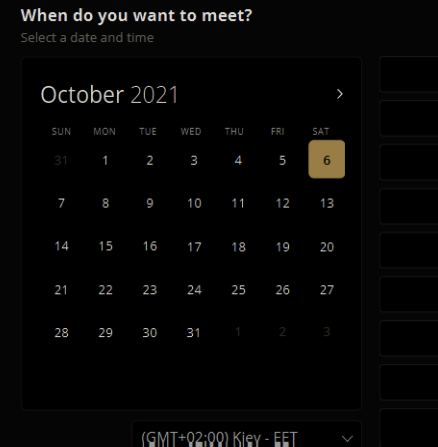 When do you want to meet?
Select a date and time
October 2021
SUN MON TUE WED THU FRI SAT
31 1 2 3 4 5 6
7 8 9 10 11 12 13
14 15 16 17 18 19 20
21 22 23 24 25 26 27
28 29 30 31 1 2 3
(GMT+02:00) Kiev - EET